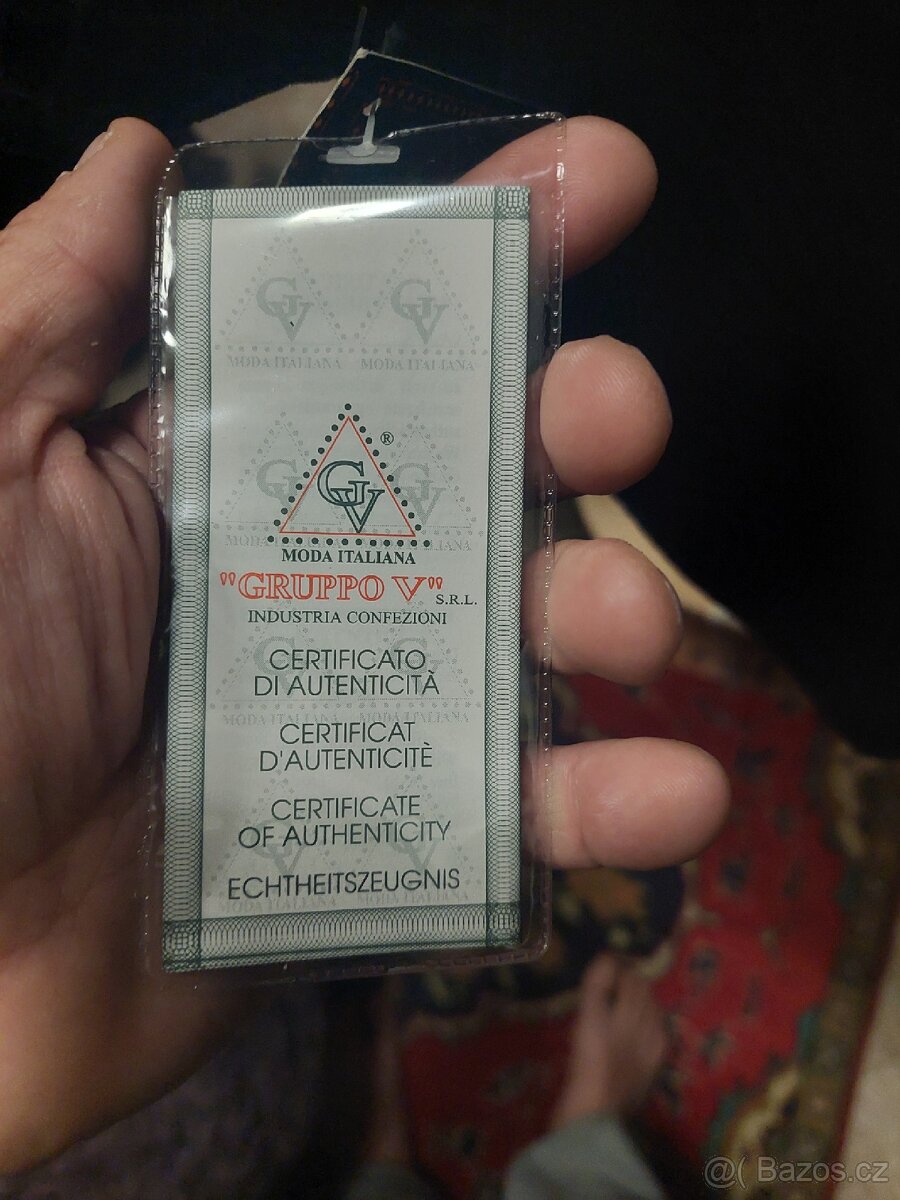 GV
GV
MODA ITALIANA
MODA ITALIANA
GV ®
MODA ITALIANA
"GRUPPO V" S.R.L.
INDUSTRIA CONFEZIONI
CERTIFICATO
DI AUTENTICITÀ
CERTIFICAT
D'AUTENTICITÈ
CERTIFICATE
OF AUTHENTICITY
ECHTHEITSZEUGNIS
@( Bazos.cz